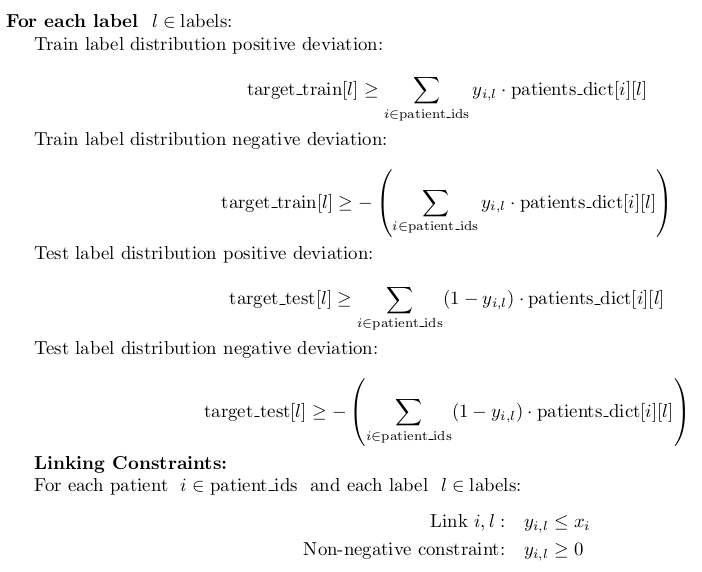 For each label l ∈ labels:
Train label distribution positive deviation:
target_train[l] ≥ ∑_{i∈patient_ids} y_{i,l} · patients_dict[i][l]
Train label distribution negative deviation:
target_train[l] ≥ − ( ∑_{i∈patient_ids} y_{i,l} · patients_dict[i][l] )
Test label distribution positive deviation:
target_test[l] ≥ ∑_{i∈patient_ids} (1 − y_{i,l}) · patients_dict[i][l]
Test label distribution negative deviation:
target_test[l] ≥ − ( ∑_{i∈patient_ids} (1 − y_{i,l}) · patients_dict[i][l] )
Linking Constraints:
For each patient i ∈ patient_ids and each label l ∈ labels:
Link i, l : y_{i,l} ≤ x_i
Non-negative constraint: y_{i,l} ≥ 0